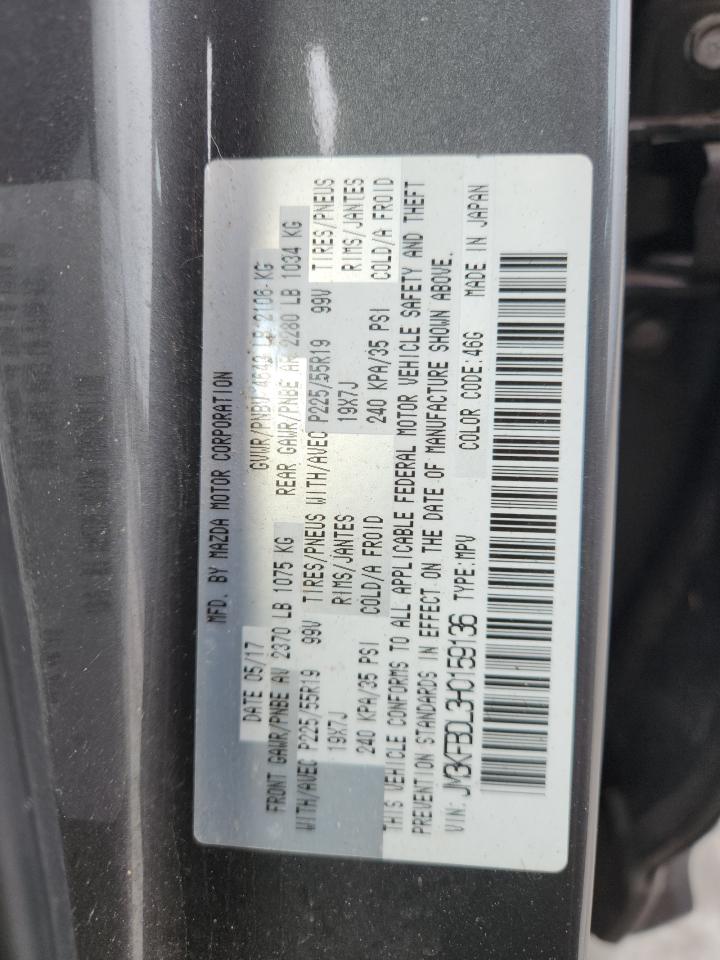 MFD. BY MAZDA MOTOR CORPORATION
DATE 05/17 GVWR/PNBV 4643 LB 2106 KG
FRONT GAWR/PNBE AV 2370 LB 1075 KG REAR GAWR/PNBE AR 2280 LB 1034 KG
WITH/AVEC P225/55R19 99V TIRES/PNEUS WITH/AVEC P225/55R19 99V TIRES/PNEUS
19X7J RIMS/JANTES 19X7J RIMS/JANTES
240 KPA/35 PSI COLD/A FROID 240 KPA/35 PSI COLD/A FROID
THIS VEHICLE CONFORMS TO ALL APPLICABLE FEDERAL MOTOR VEHICLE SAFETY AND THEFT
PREVENTION STANDARDS IN EFFECT ON THE DATE OF MANUFACTURE SHOWN ABOVE.
VIN: JM3KFBDL3H0159136 TYPE:MPV COLOR CODE:46G MADE IN JAPAN